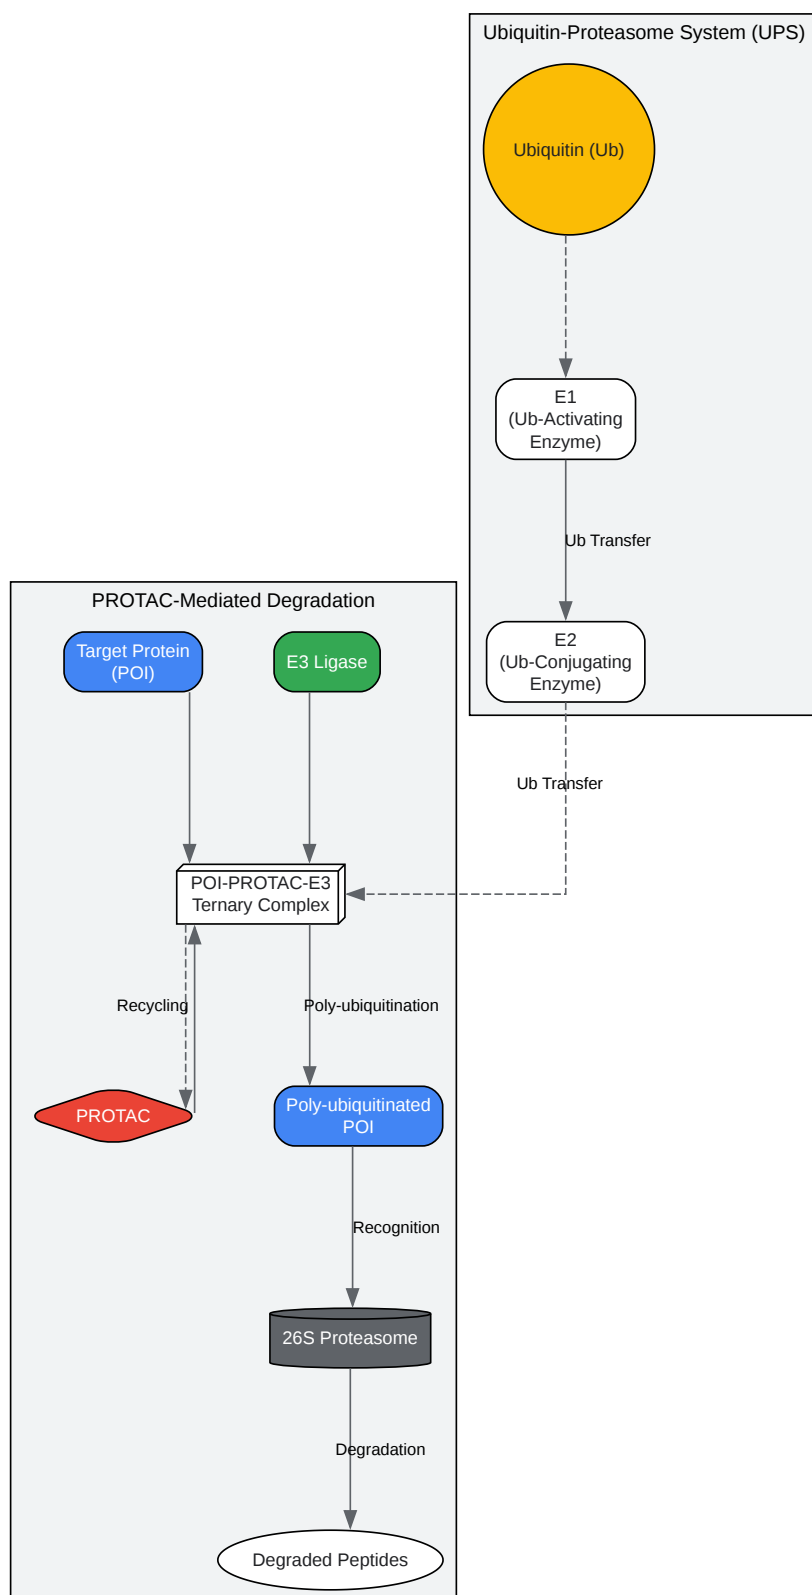 Ubiquitin-Proteasome System (UPS)
Ubiquitin (Ub)
E1
(Ub-Activating
Enzyme)
Ub Transfer
E2
(Ub-Conjugating
Enzyme)
Ub Transfer
PROTAC-Mediated Degradation
Target Protein
(POI)
E3 Ligase
POI-PROTAC-E3
Ternary Complex
Recycling
Poly-ubiquitination
PROTAC
Poly-ubiquitinated
POI
Recognition
26S Proteasome
Degradation
Degraded Peptides